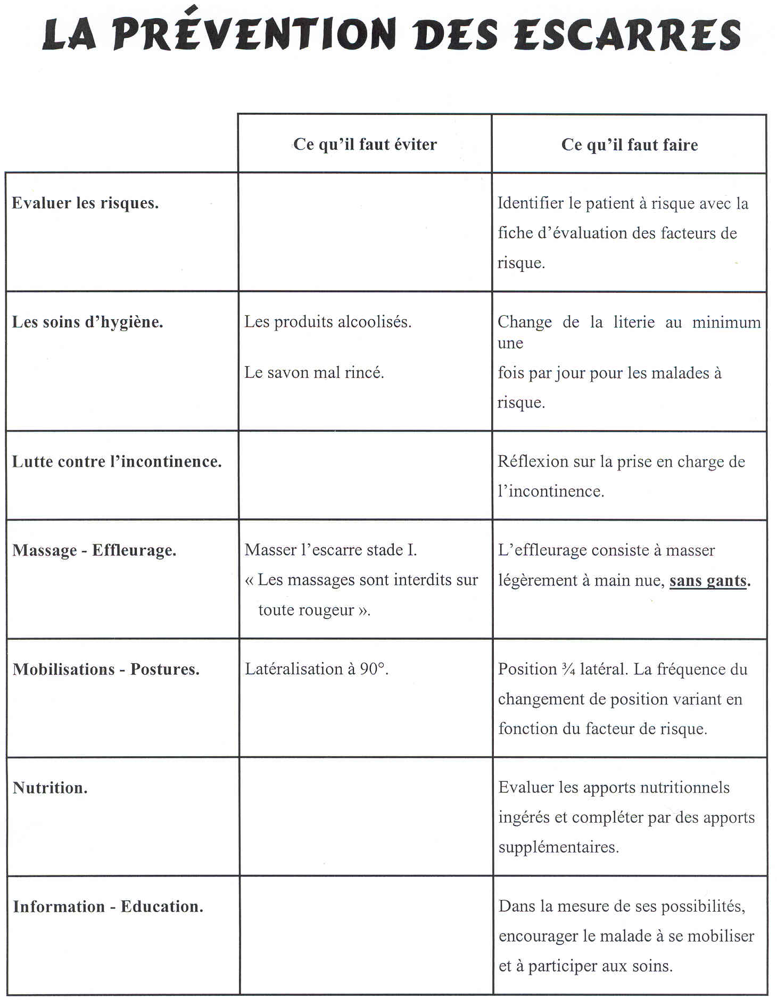 LA PRÉVENTION DES ESCARRES
Ce qu'il faut éviter
Ce qu'il faut faire
Evaluer les risques.
Identifier le patient à risque avec la
fiche d'évaluation des facteurs de
risque.
Les soins d'hygiène.
Les produits alcoolisés.
Le savon mal rincé.
Change de la literie au minimum
une
fois par jour pour les malades à
risque.
Lutte contre l'incontinence.
Réflexion sur la prise en charge de
l'incontinence.
Massage - Effleurage.
Masser l'escarre stade I.
« Les massages sont interdits sur
toute rougeur ».
L'effleurage consiste à masser
légèrement à main nue, sans gants.
Mobilisations - Postures.
Latéralisation à 90°.
Position ¾ latéral. La fréquence du
changement de position variant en
fonction du facteur de risque.
Nutrition.
Evaluer les apports nutritionnels
ingérés et compléter par des apports
supplémentaires.
Information - Education.
Dans la mesure de ses possibilités,
encourager le malade à se mobiliser
et à participer aux soins.